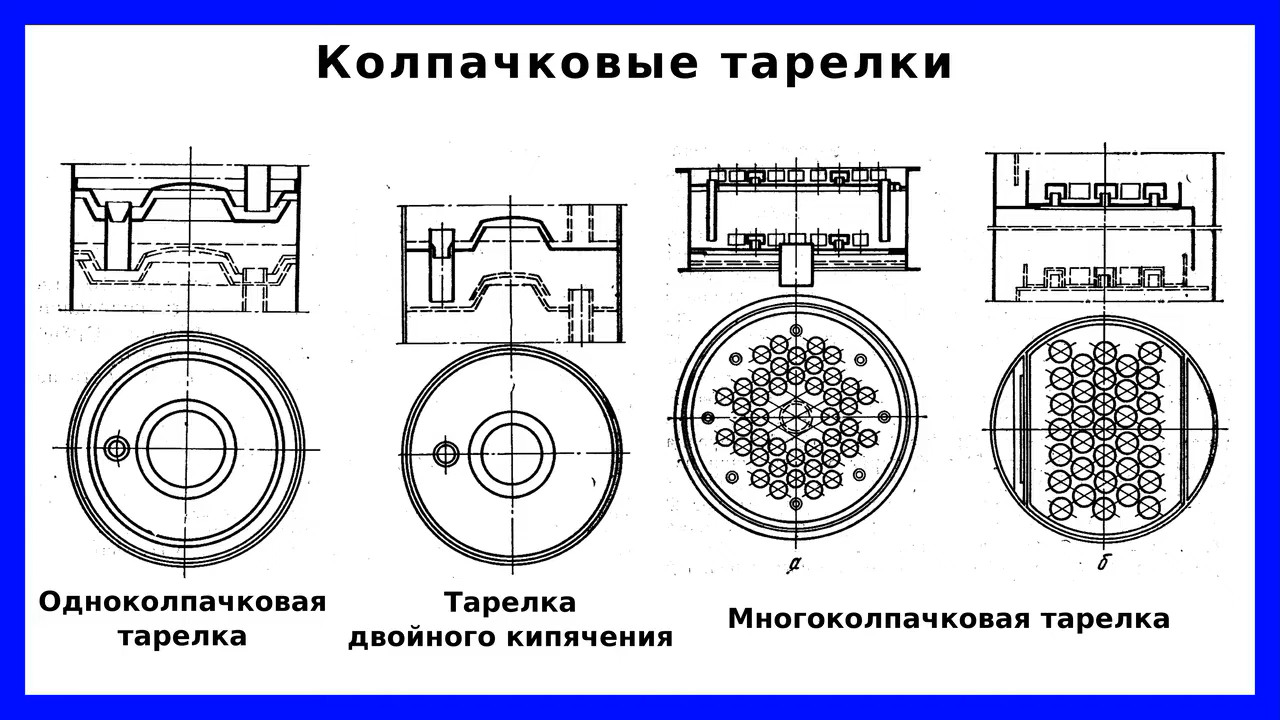 Колпачковые тарелки
а
б
Одноколпачковая
тарелка
Тарелка
двойного кипячения
Многоколпачковая тарелка